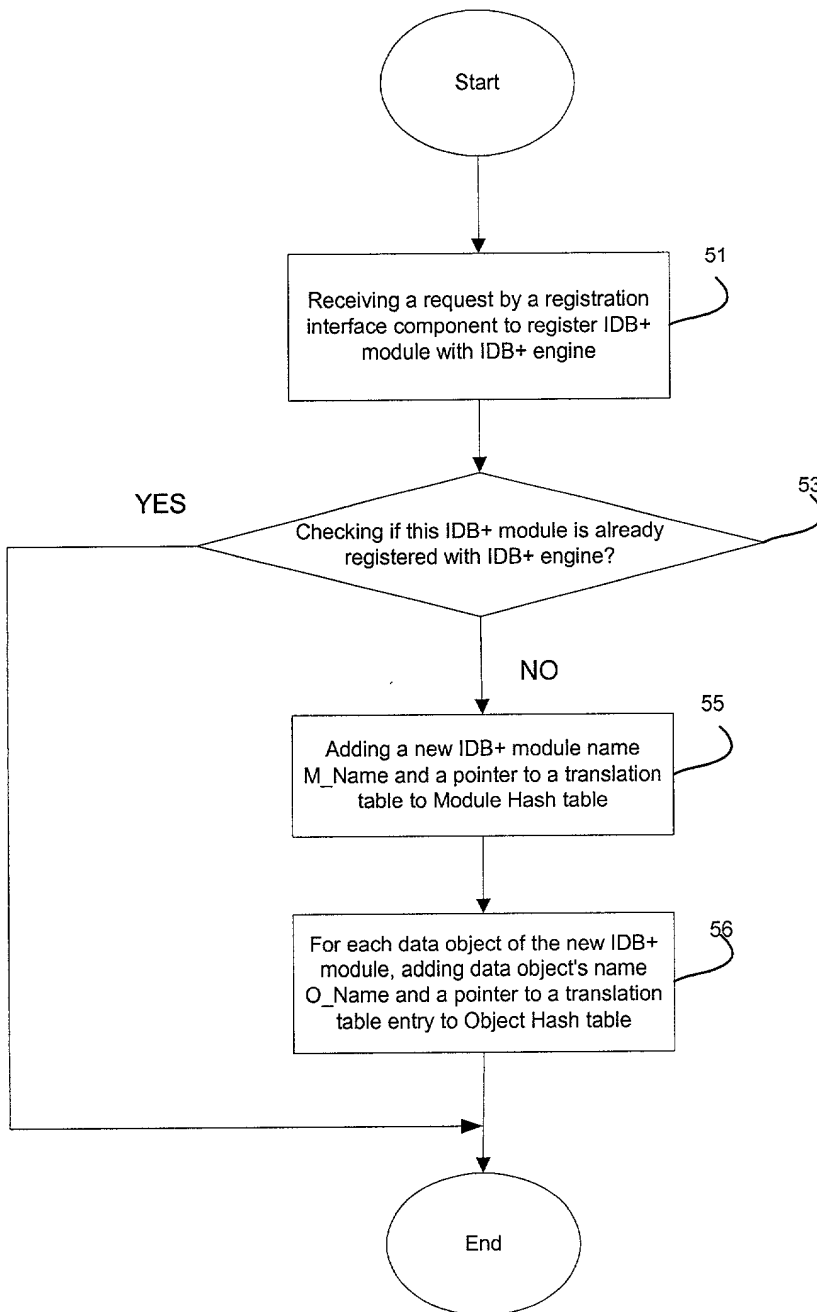 Start
51
Receiving a request by a registration
interface component to register IDB+
module with IDB+ engine
53
YES
Checking if this IDB+ module is already
registered with IDB+ engine?
NO
55
Adding a new IDB+ module name
M_Name and a pointer to a translation
table to Module Hash table
56
For each data object of the new IDB+
module, adding data object's name
O_Name and a pointer to a translation
table entry to Object Hash table
End